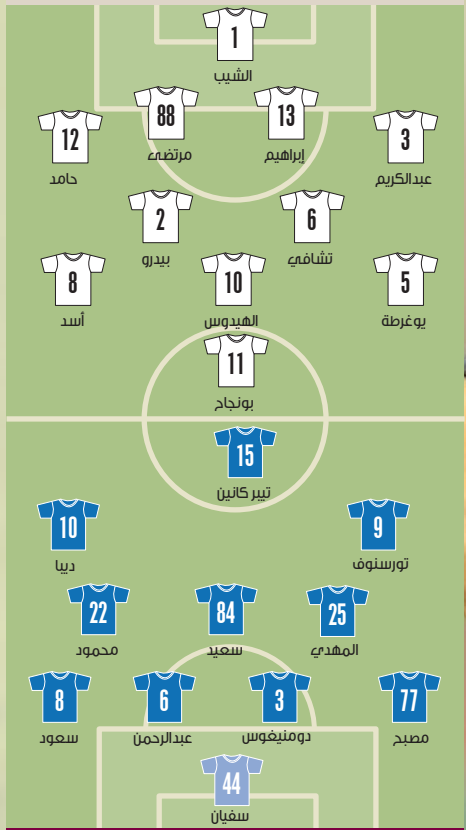 1
الشيب
88
13
مرتضى
إبراهيم
12
3
حامد
عبدالكريم
2
6
بيدرو
تشافي
8
10
5
أسد
الهيدوس
يوغرطة
11
بونجاح
15
تيبر كانين
10
9
ديبا
تورسنوف
22
84
25
محمود
سعيد
المهدي
8
6
3
77
سعود
عبدالرحمن
دومنيغوس
مصبح
44
سفيان